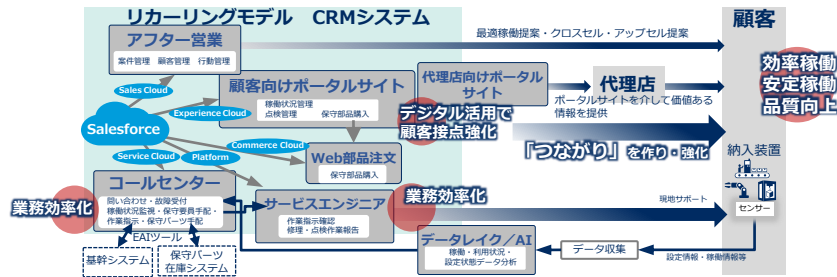 リカーリングモデル　CRMシステム
顧客
アフター営業
案件管理　顧客管理　行動管理
最適稼働提案・クロスセル・アップセル提案
Sales Cloud
顧客向けポータルサイト
稼働状況管理
点検管理　保守部品購入
代理店向けポータル
サイト
代理店
ポータルサイトを介して価値ある
情報を提供
効率稼働
安定稼働
品質向上
Experience Cloud
デジタル活用で
顧客接点強化
Salesforce
Commerce Cloud
Service Cloud
Platform
Web部品注文
保守部品購入
「つながり」を作り・強化
納入装置
センサー
コールセンター
問い合わせ・故障受付
稼働状況監視・保守要員手配・
作業指示・保守パーツ手配
業務効率化
サービスエンジニア
作業指示確認
修理・点検作業報告
業務効率化
現地サポート
EAIツール
基幹システム
保守パーツ
在庫システム
データレイク／AI
稼働・利用状況・
設定状態データ分析
データ収集
設定情報・稼働情報等